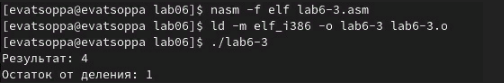 [evatsoppa@evatsoppa lab06]$ nasm -f elf lab6-3.asm
[evatsoppa@evatsoppa lab06]$ ld -m elf_i386 -o lab6-3 lab6-3.o
[evatsoppa@evatsoppa lab06]$ ./lab6-3
Результат: 4
Остаток от деления: 1